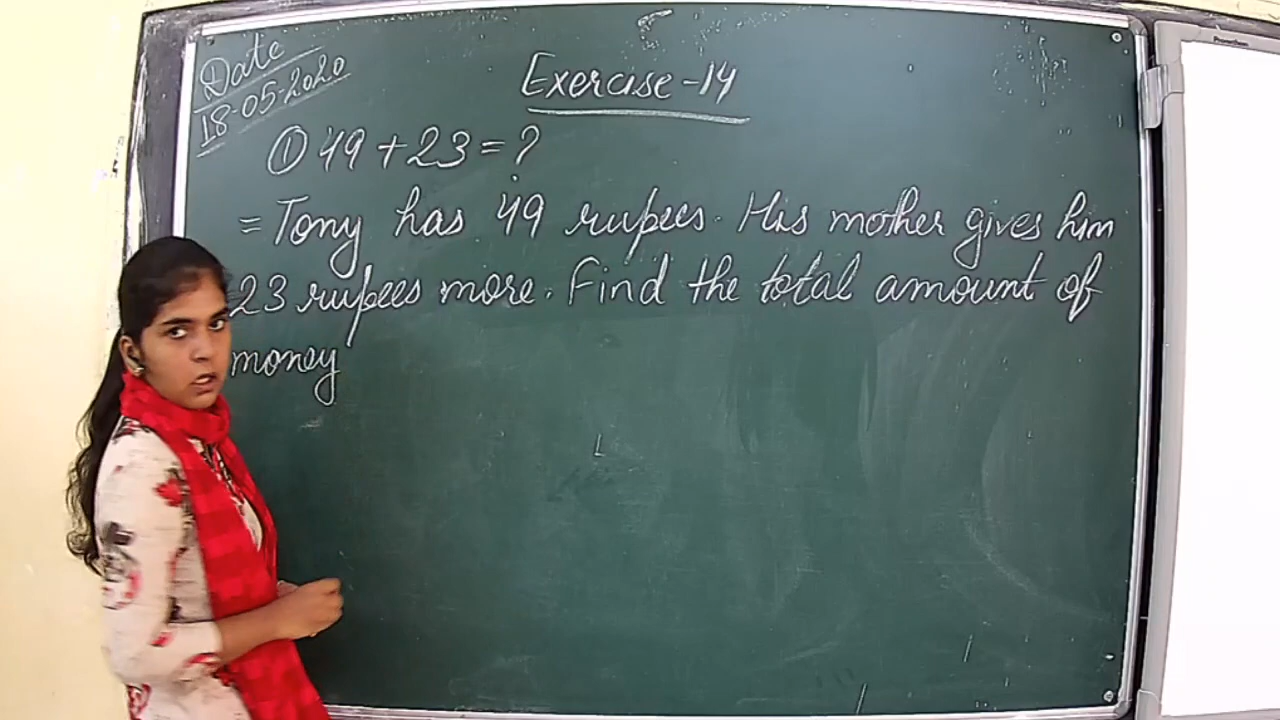 Date
18-05-2020
Exercise-14
① 49 + 23 = ?
= Tony has 49 rupees. His mother gives him
23 rupees more. Find the total amount of
money